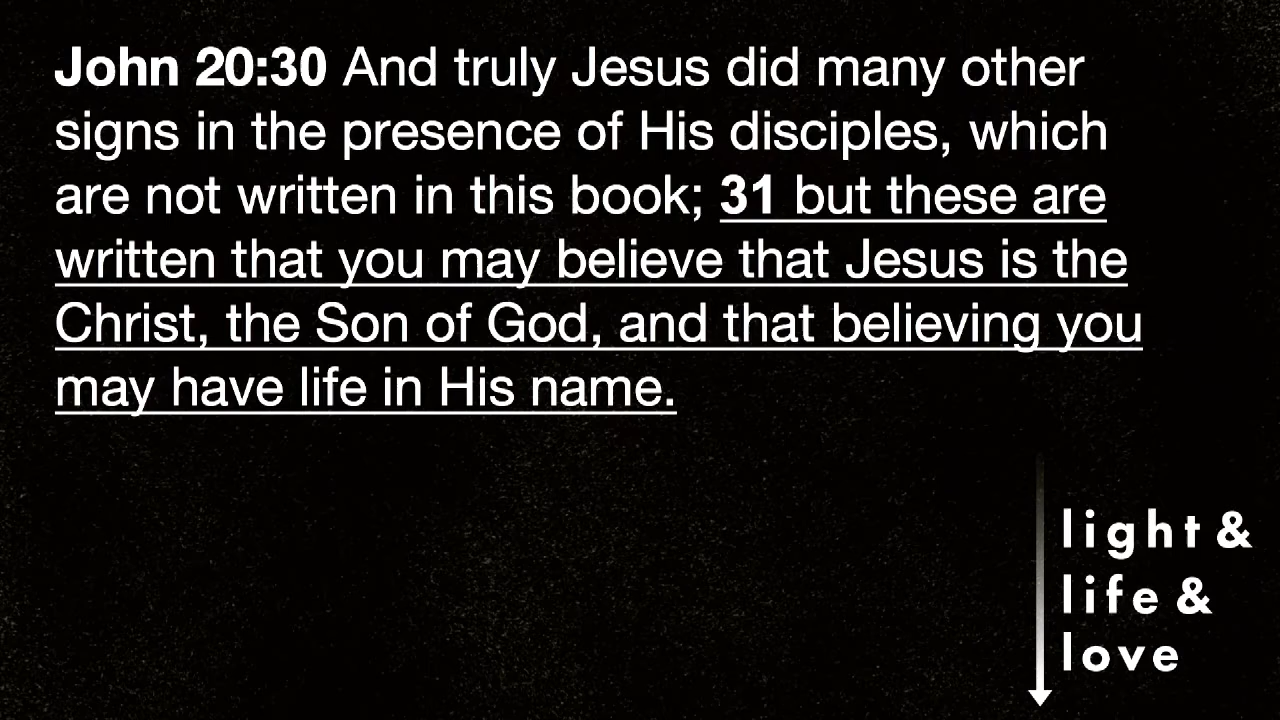 John 20:30 And truly Jesus did many other
signs in the presence of His disciples, which
are not written in this book; 31 but these are
written that you may believe that Jesus is the
Christ, the Son of God, and that believing you
may have life in His name.
light &
life &
love